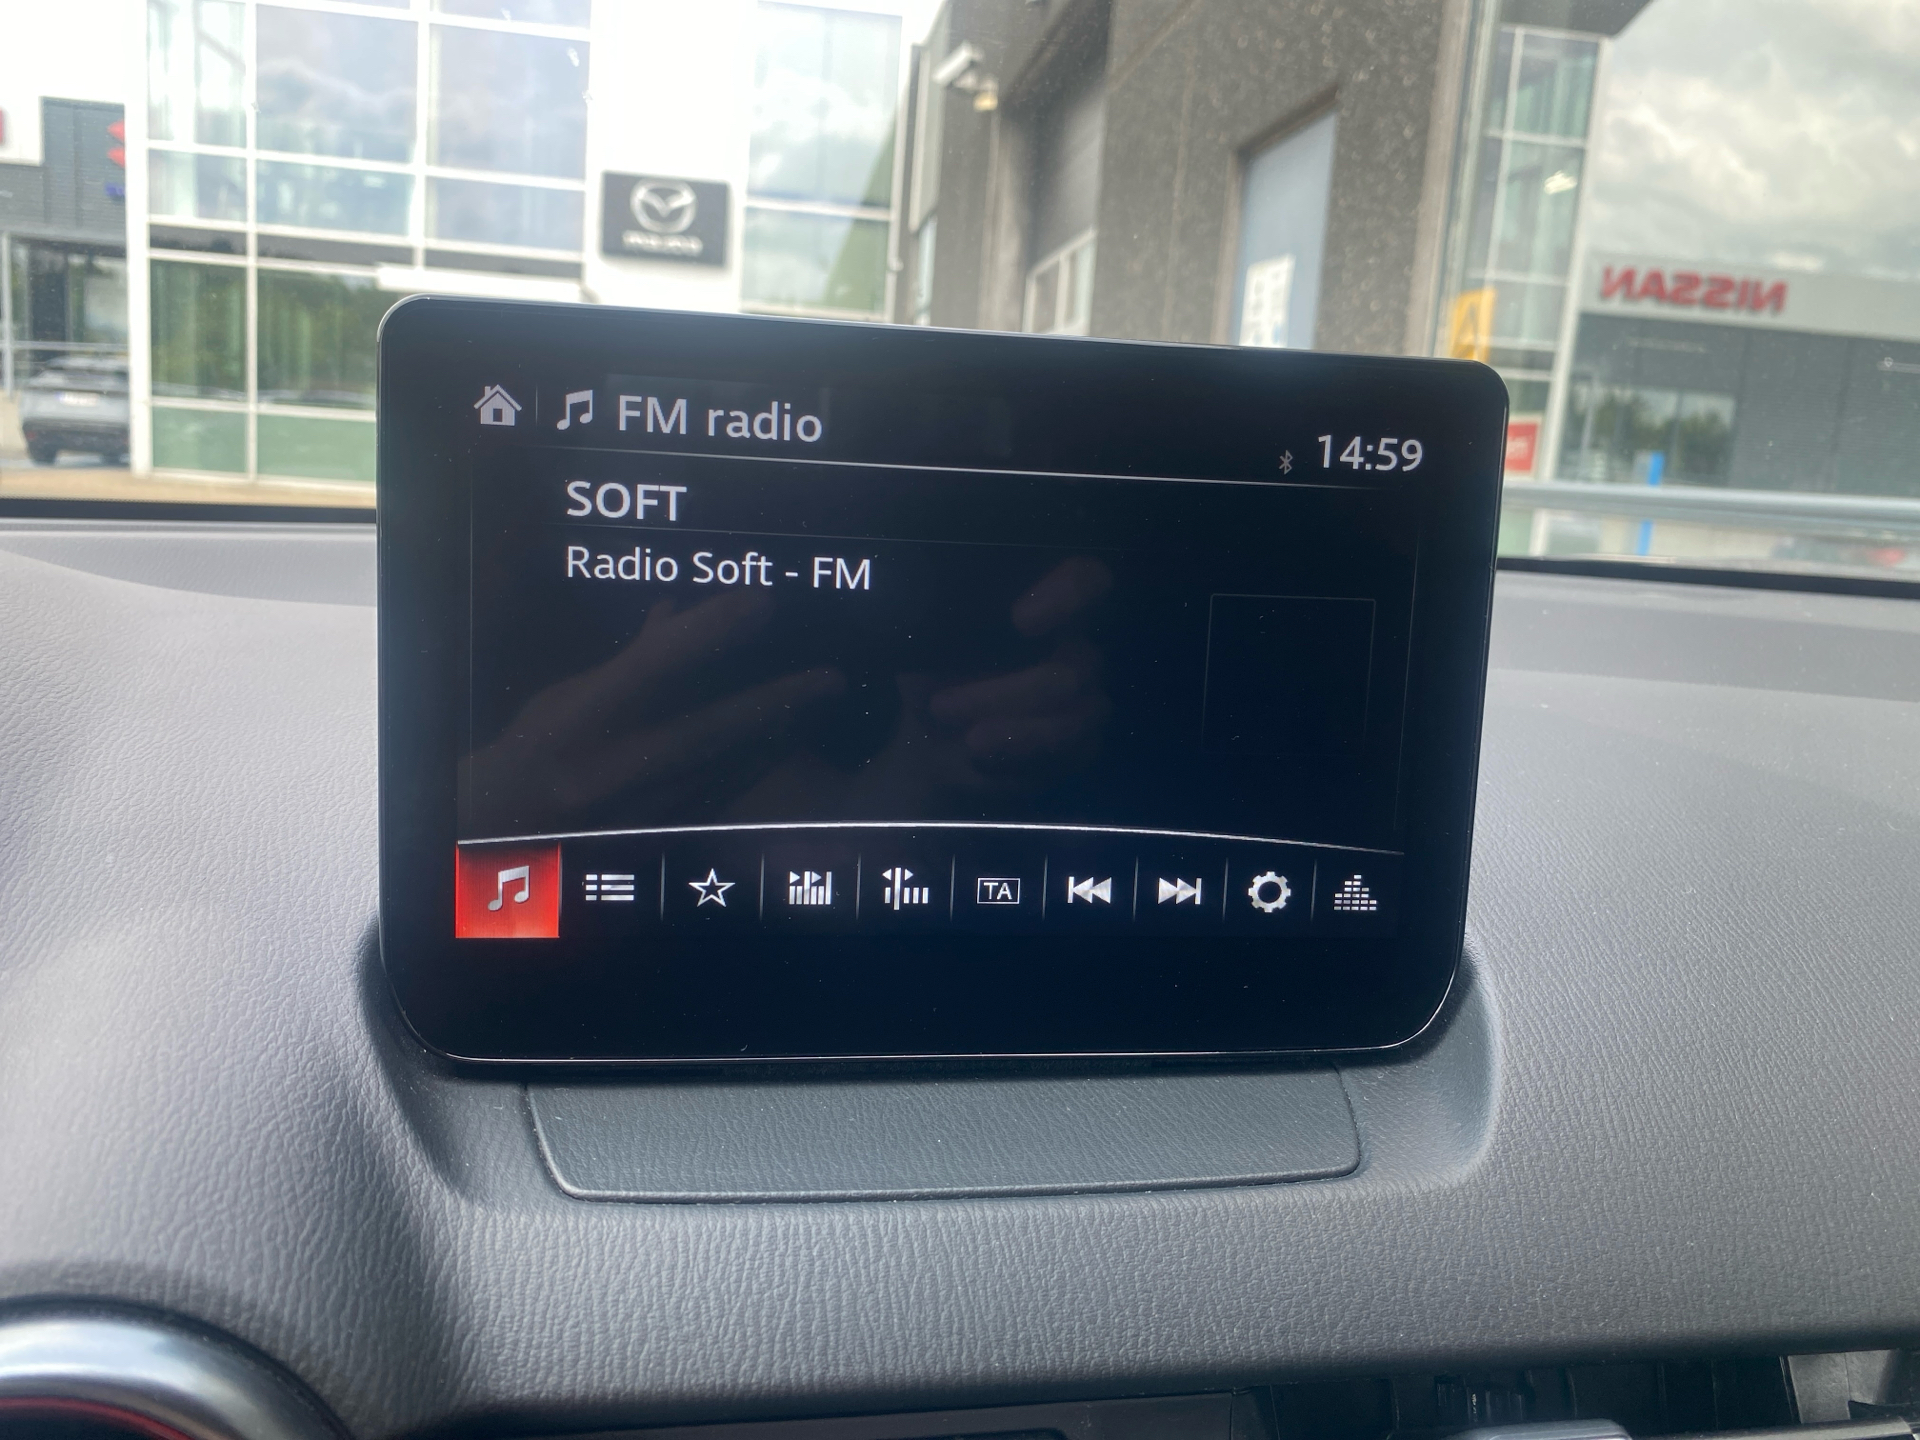 NISSAN
FM radio
14:59
SOFT
Radio Soft - FM
TA